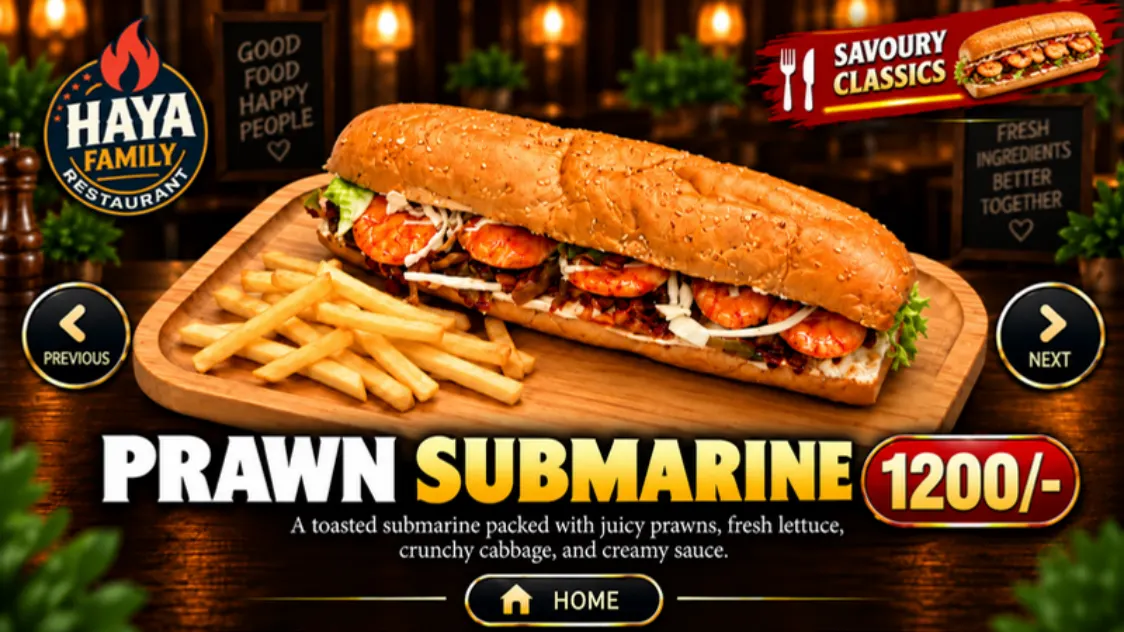 HAYA
FAMILY
RESTAURANT
GOOD
FOOD
HAPPY
PEOPLE
SAVOURY
CLASSICS
FRESH
INGREDIENTS
BETTER
TOGETHER
PREVIOUS
NEXT
PRAWN SUBMARINE 1200/-
A toasted submarine packed with juicy prawns, fresh lettuce,
crunchy cabbage, and creamy sauce.
HOME